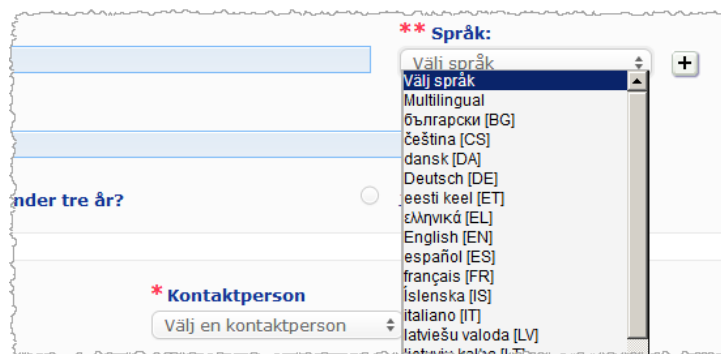 ** Språk:
Välj språk
+
Välj språk
Multilingual
български [BG]
čeština [CS]
dansk [DA]
Deutsch [DE]
nder tre år?
eesti keel [ET]
ελληνικά [EL]
English [EN]
español [ES]
français [FR]
* Kontaktperson
Íslenska [IS]
italiano [IT]
Välj en kontaktperson
latviešu valoda [LV]